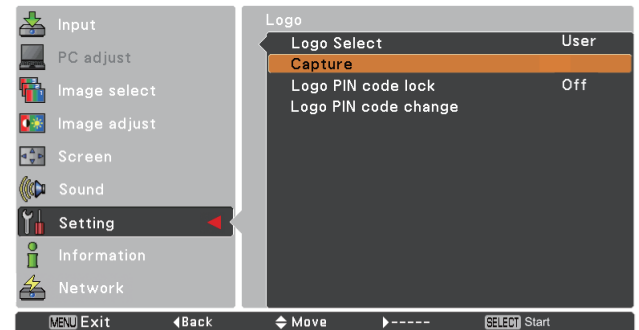 Input
PC adjust
Image select
Image adjust
Screen
Sound
Setting
Information
Network
Logo
Logo Select User
Capture
Logo PIN code lock Off
Logo PIN code change
MENU Exit Back Move ----- SELECT Start